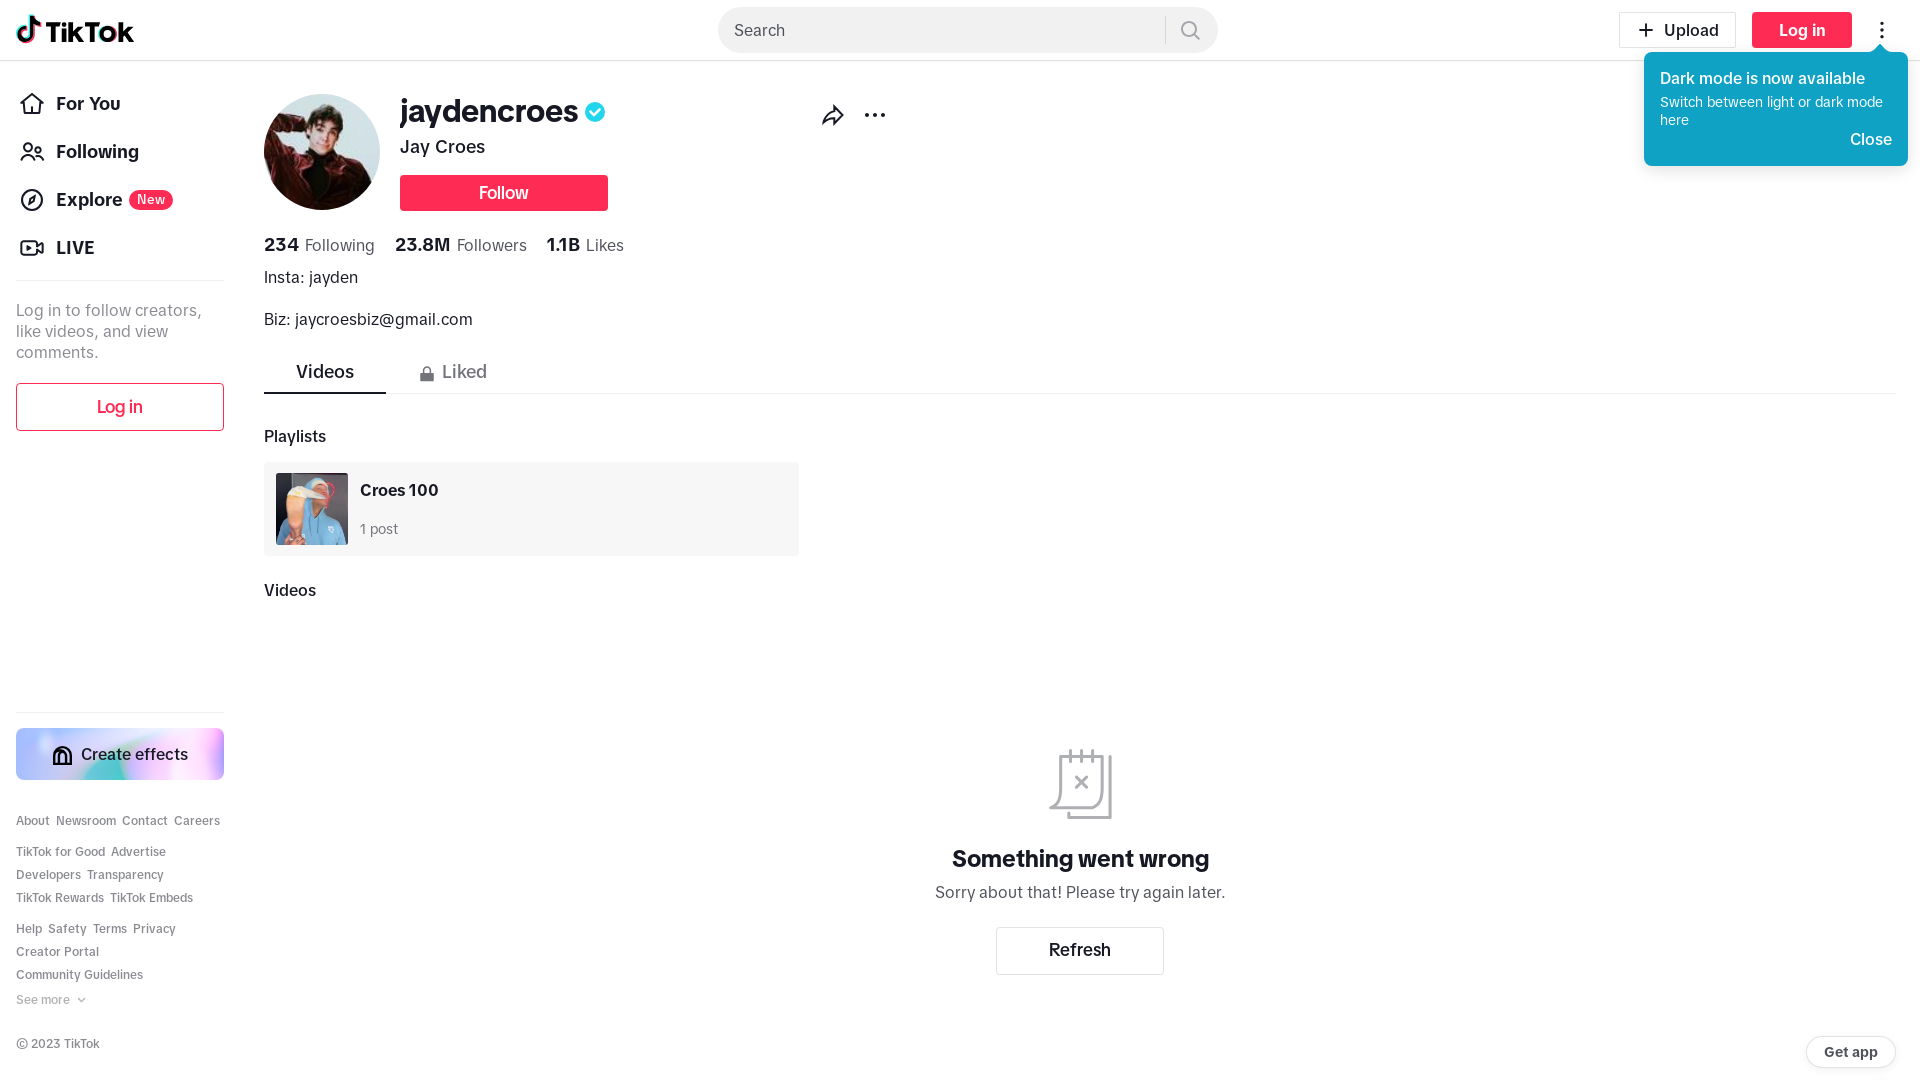 TikTok
Search
Upload
Log in
Dark mode is now available
Switch between light or dark mode
here
Close
For You
Following
Explore New
LIVE
Log in to follow creators,
like videos, and view
comments.
Log in
Create effects
About Newsroom Contact Careers
TikTok for Good Advertise
Developers Transparency
TikTok Rewards TikTok Embeds
Help Safety Terms Privacy
Creator Portal
Community Guidelines
See more
© 2023 TikTok
jaydencroes
Jay Croes
Follow
234 Following 23.8M Followers 1.1B Likes
Insta: jayden
Biz: jaycroesbiz@gmail.com
Videos Liked
Playlists
Croes 100
1 post
Videos
Something went wrong
Sorry about that! Please try again later.
Refresh
Get app